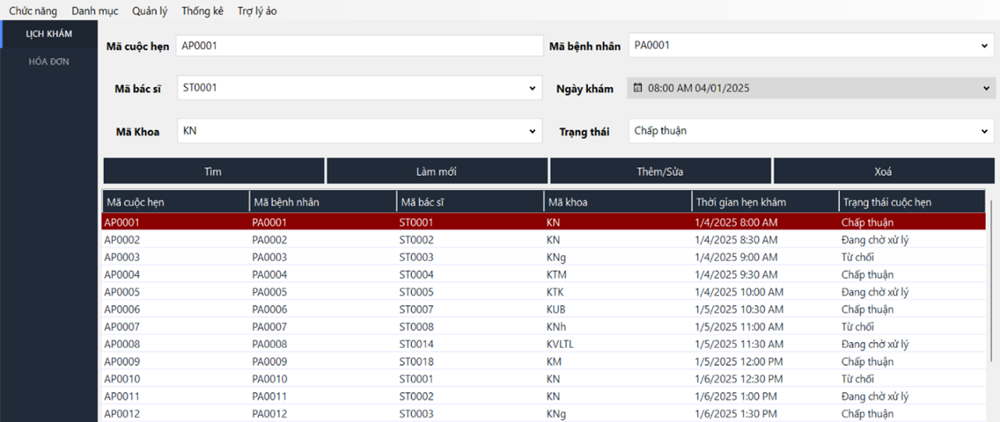 Chức năng Danh mục Quản lý Thống kê Trợ lý ảo
LỊCH KHÁM
HÓA ĐƠN
Mã cuộc hẹn AP0001 Mã bệnh nhân PA0001
Mã bác sĩ ST0001 Ngày khám 08:00 AM 04/01/2025
Mã Khoa KN Trạng thái Chấp thuận
Tìm Làm mới Thêm/Sửa Xoá
Mã cuộc hẹn Mã bệnh nhân Mã bác sĩ Mã khoa Thời gian hẹn khám Trạng thái cuộc hẹn
AP0001 PA0001 ST0001 KN 1/4/2025 8:00 AM Chấp thuận
AP0002 PA0002 ST0002 KN 1/4/2025 8:30 AM Đang chờ xử lý
AP0003 PA0003 ST0003 KNg 1/4/2025 9:00 AM Từ chối
AP0004 PA0004 ST0004 KTM 1/4/2025 9:30 AM Chấp thuận
AP0005 PA0005 ST0005 KTK 1/4/2025 10:00 AM Đang chờ xử lý
AP0006 PA0006 ST0007 KUB 1/5/2025 10:30 AM Chấp thuận
AP0007 PA0007 ST0008 KNh 1/5/2025 11:00 AM Từ chối
AP0008 PA0008 ST0014 KVLTL 1/5/2025 11:30 AM Đang chờ xử lý
AP0009 PA0009 ST0018 KM 1/5/2025 12:00 PM Chấp thuận
AP0010 PA0010 ST0001 KN 1/6/2025 12:30 PM Từ chối
AP0011 PA0011 ST0002 KN 1/6/2025 1:00 PM Đang chờ xử lý
AP0012 PA0012 ST0003 KNg 1/6/2025 1:30 PM Chấp thuận